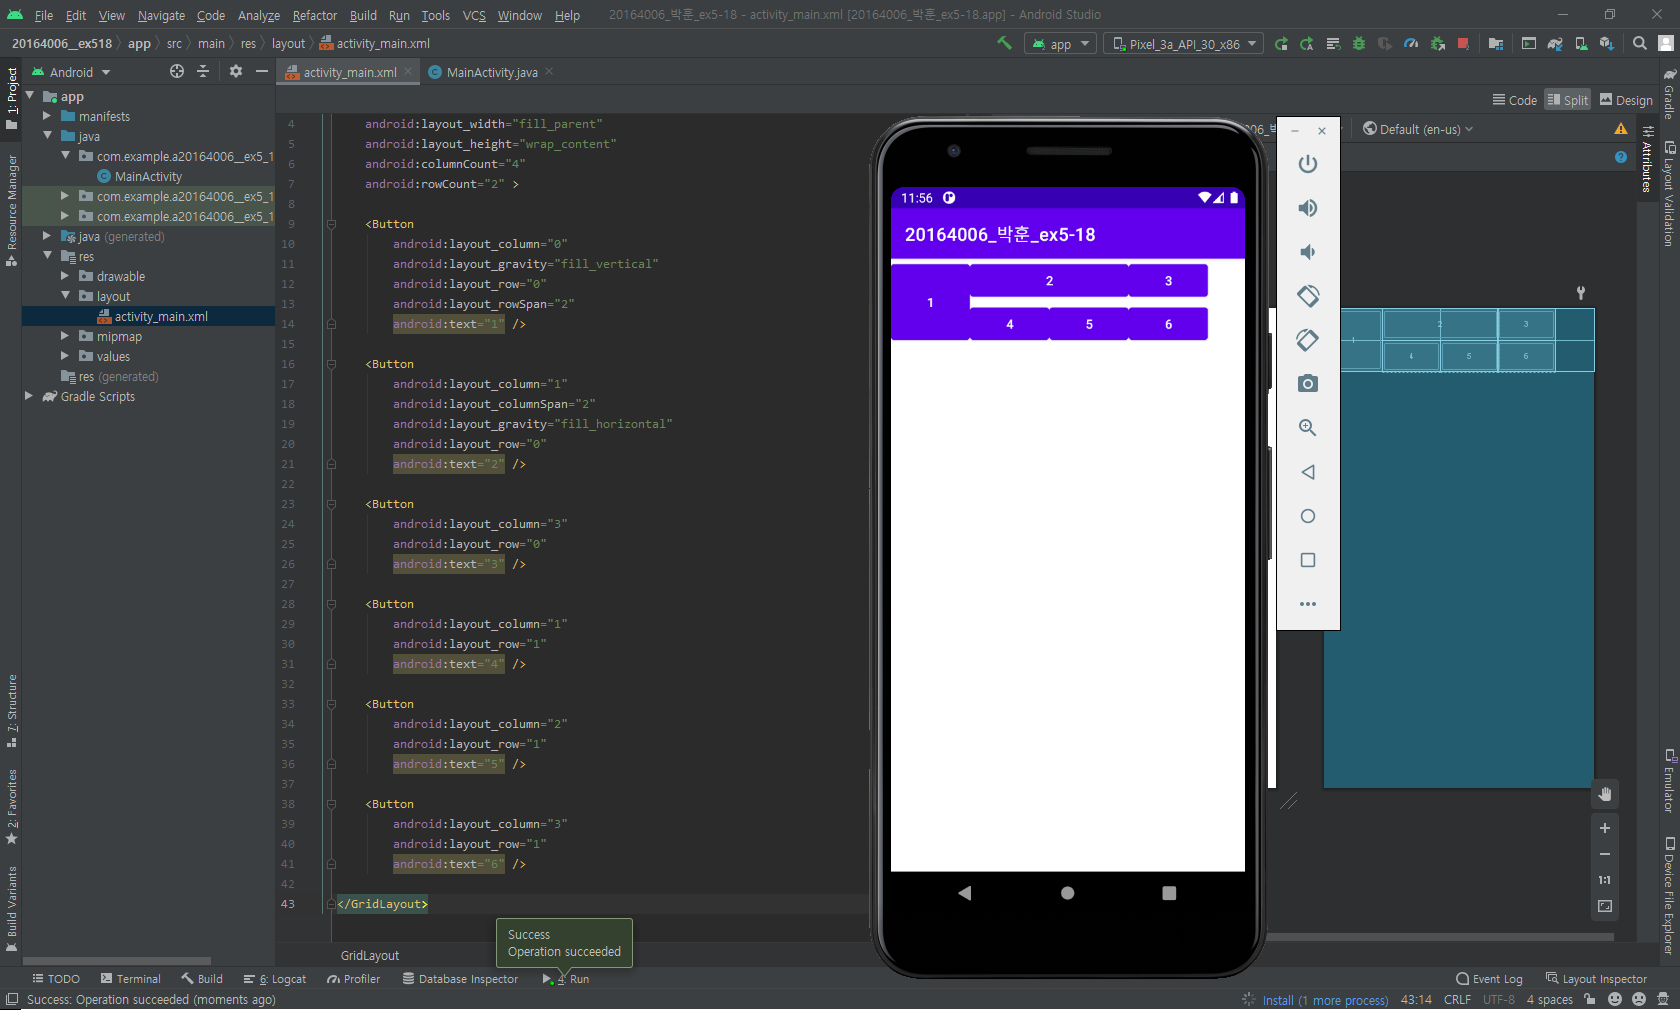 File Edit View Navigate Code Analyze Refactor Build Run Tools VCS Window Help 20164006_박훈_ex5-18 - activity_main.xml [20164006_박훈_ex5-18.app] - Android Studio
20164006__ex518 app src main res layout activity_main.xml
app Pixel_3a_API_30_x86
1: Project
Resource Manager
7: Structure
2: Favorites
Build Variants
Android
app
manifests
java
com.example.a20164006__ex5_1
MainActivity
com.example.a20164006__ex5_1
com.example.a20164006__ex5_1
java (generated)
res
drawable
layout
activity_main.xml
mipmap
values
res (generated)
Gradle Scripts
activity_main.xml MainActivity.java
Code Split Design
Default (en-us)
4 android:layout_width="fill_parent"
5 android:layout_height="wrap_content"
6 android:columnCount="4"
7 android:rowCount="2" >
8
9 <Button
10 android:layout_column="0"
11 android:layout_gravity="fill_vertical"
12 android:layout_row="0"
13 android:layout_rowSpan="2"
14 android:text="1" />
15
16 <Button
17 android:layout_column="1"
18 android:layout_columnSpan="2"
19 android:layout_gravity="fill_horizontal"
20 android:layout_row="0"
21 android:text="2" />
22
23 <Button
24 android:layout_column="3"
25 android:layout_row="0"
26 android:text="3" />
27
28 <Button
29 android:layout_column="1"
30 android:layout_row="1"
31 android:text="4" />
32
33 <Button
34 android:layout_column="2"
35 android:layout_row="1"
36 android:text="5" />
37
38 <Button
39 android:layout_column="3"
40 android:layout_row="1"
41 android:text="6" />
42
43 </GridLayout>
GridLayout
11:56
20164006_박훈_ex5-18
1 2 3
4 5 6
1 2 3
4 5 6
1:1
Gradle
Attributes
Layout Validation
Emulator
Device File Explorer
Success
Operation succeeded
TODO Terminal Build 6: Logcat Profiler Database Inspector 4: Run Event Log Layout Inspector
Success: Operation succeeded (moments ago) Install (1 more process) 43:14 CRLF UTF-8 4 spaces